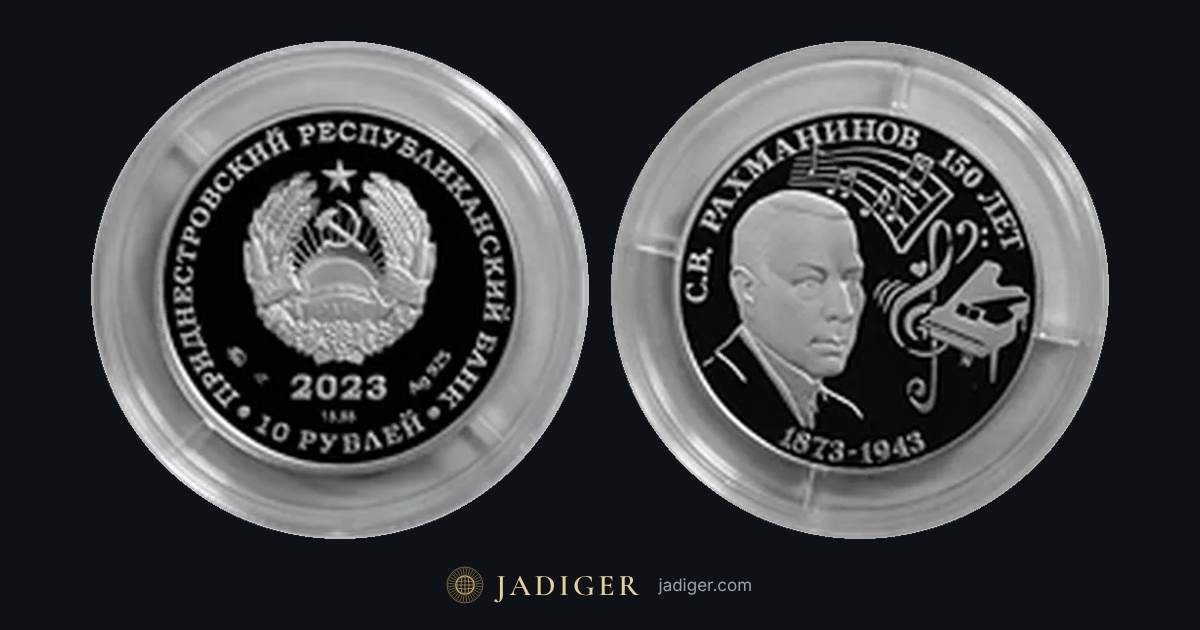 ПРИДНЕСТРОВСКИЙ РЕСПУБЛИКАНСКИЙ БАНК
2023
Ag 925
10 РУБЛЕЙ
С.В. РАХМАНИНОВ 150 ЛЕТ
1873-1943
JADIGER jadiger.com